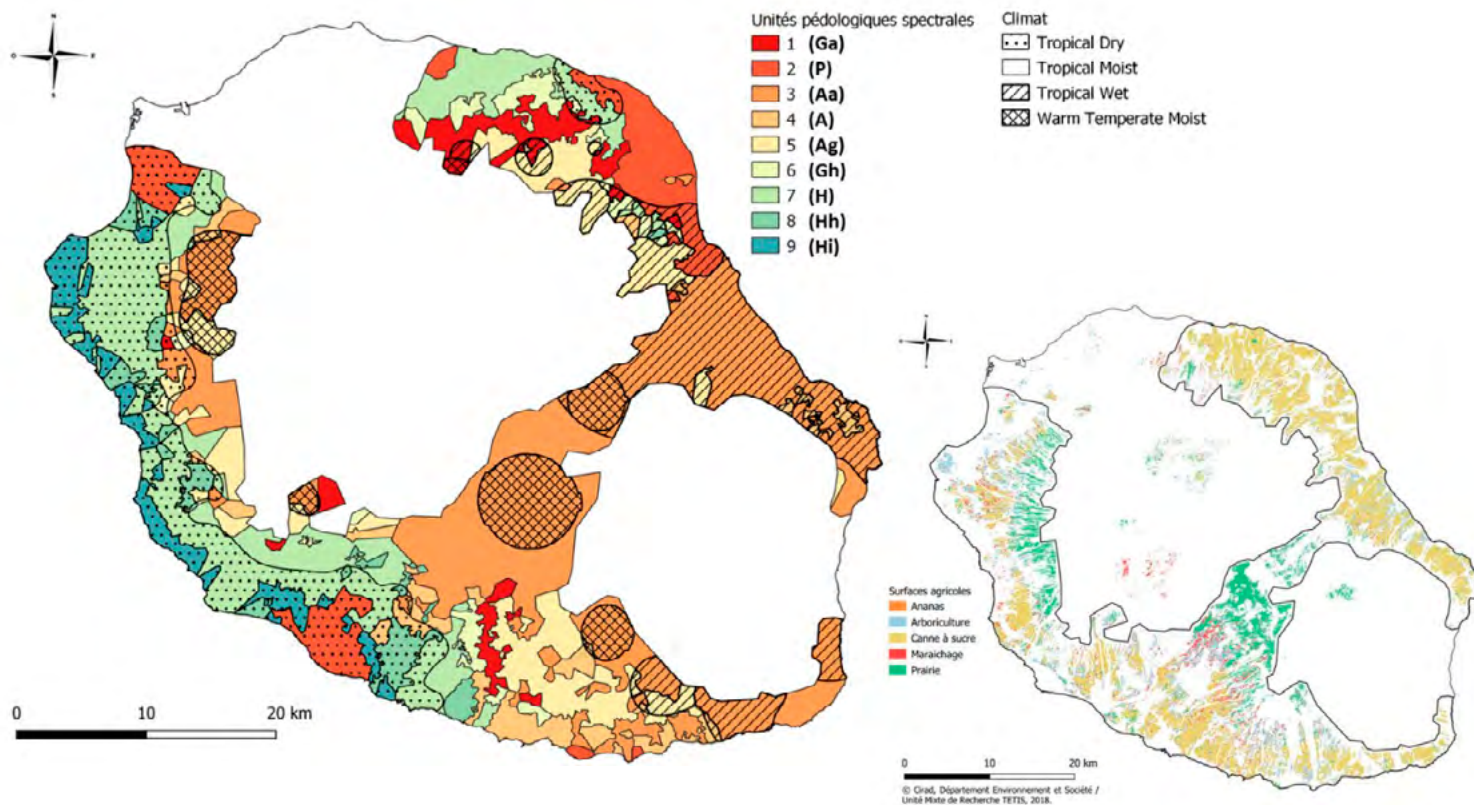 N
O
E
S
Unités pédologiques spectrales
1 (Ga)
2 (P)
3 (Aa)
4 (A)
5 (Ag)
6 (Gh)
7 (H)
8 (Hh)
9 (Hi)
Climat
Tropical Dry
Tropical Moist
Tropical Wet
Warm Temperate Moist
0 10 20 km
Surfaces agricoles
Ananas
Arboriculture
Canne à sucre
Maraichage
Prairie
0 10 20 km
© Cirad, Département Environnement et Société /
Unité Mixte de Recherche TETIS, 2018.